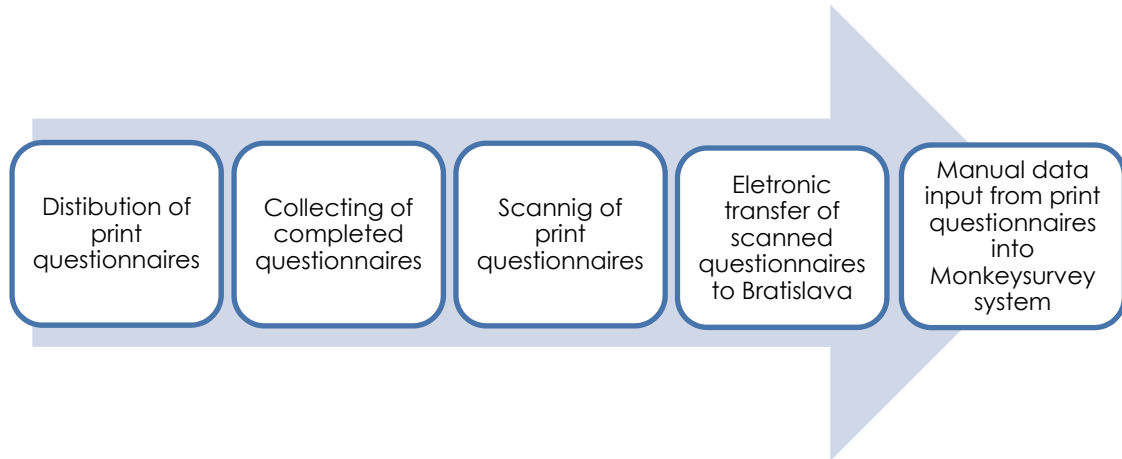 Distibution of
print
questionnaires
Collecting of
completed
questionnaires
Scannig of
print
questionnaires
Eletronic
transfer of
scanned
questionnaires
to Bratislava
Manual data
input from print
questionnaires
into
Monkeysurvey
system